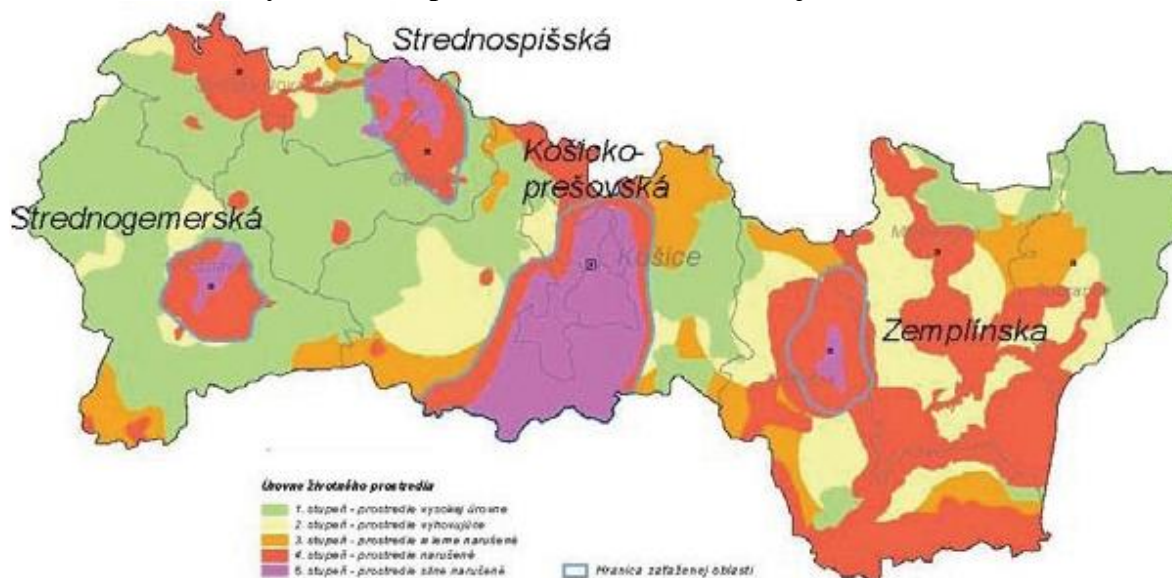 Strednospišská
Košicko-
prešovská
Strednogemerská
Košice
Zemplínska
Úrovne životného prostredia
1. stupeň - prostredie vysokej úrovne
2. stupeň - prostredie vyhovujúce
3. stupeň - prostredie mierne narušené
4. stupeň - prostredie narušené
5. stupeň - prostredie silne narušené
Hranica zaťaženej oblasti